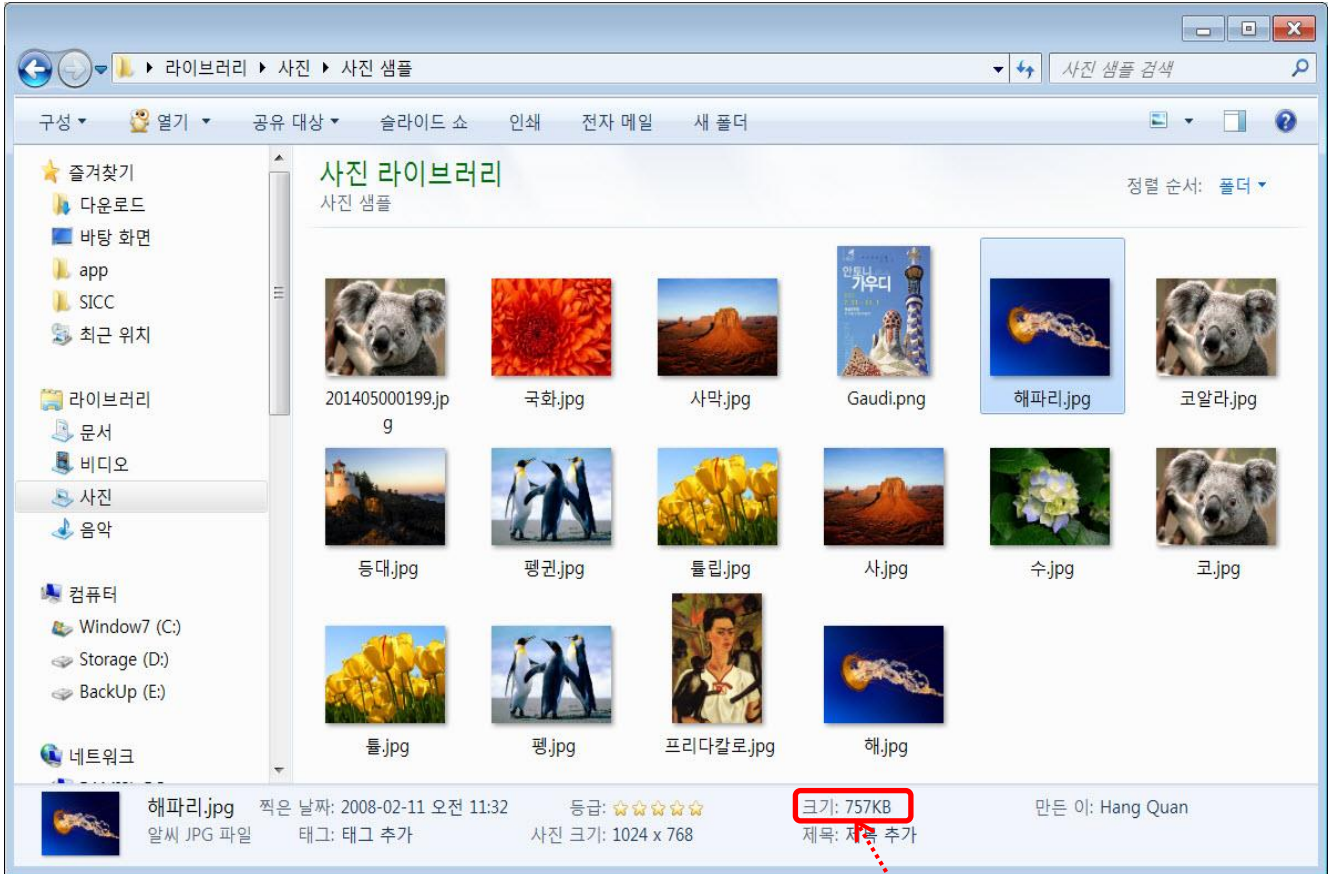 라이브러리 ▸ 사진 ▸ 사진 샘플
사진 샘플 검색
구성 열기 공유 대상 슬라이드 쇼 인쇄 전자 메일 새 폴더
즐겨찾기
다운로드
바탕 화면
app
SICC
최근 위치
라이브러리
문서
비디오
사진
음악
컴퓨터
Window7 (C:)
Storage (D:)
BackUp (E:)
네트워크
사진 라이브러리
사진 샘플
정렬 순서: 폴더
안토니
가우디
201405000199.jp
g
국화.jpg
사막.jpg
Gaudi.png
해파리.jpg
코알라.jpg
등대.jpg
펭귄.jpg
튤립.jpg
사.jpg
수.jpg
코.jpg
튤.jpg
펭.jpg
프리다칼로.jpg
해.jpg
해파리.jpg 찍은 날짜: 2008-02-11 오전 11:32 등급: ☆☆☆☆☆ 크기: 757KB 만든 이: Hang Quan
알씨 JPG 파일 태그: 태그 추가 사진 크기: 1024 x 768 제목: 제목 추가